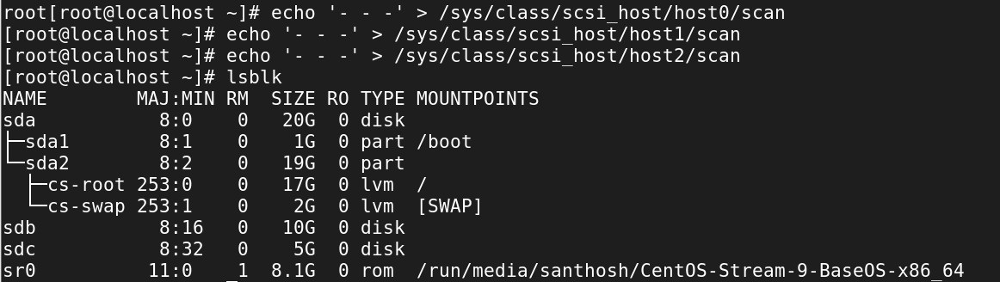 root[root@localhost ~]# echo '- - -' > /sys/class/scsi_host/host0/scan
[root@localhost ~]# echo '- - -' > /sys/class/scsi_host/host1/scan
[root@localhost ~]# echo '- - -' > /sys/class/scsi_host/host2/scan
[root@localhost ~]# lsblk
NAME        MAJ:MIN RM  SIZE RO TYPE MOUNTPOINTS
sda           8:0    0   20G  0 disk
├─sda1        8:1    0    1G  0 part /boot
└─sda2        8:2    0   19G  0 part
  ├─cs-root 253:0    0   17G  0 lvm  /
  └─cs-swap 253:1    0    2G  0 lvm  [SWAP]
sdb           8:16   0   10G  0 disk
sdc           8:32   0    5G  0 disk
sr0          11:0    1  8.1G  0 rom  /run/media/santhosh/CentOS-Stream-9-BaseOS-x86_64